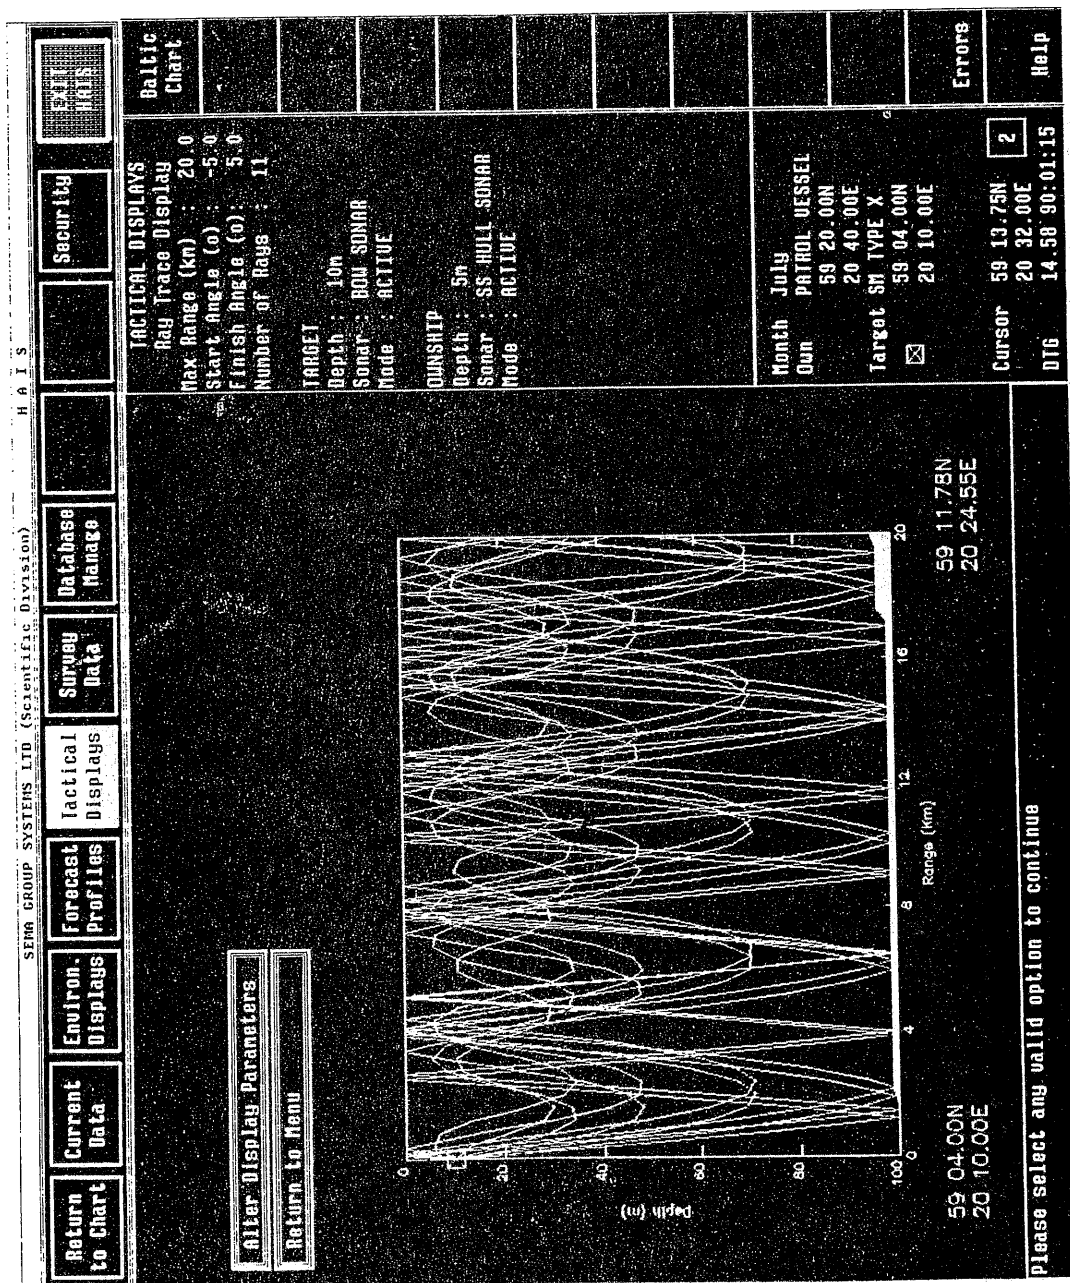 SEMA GROUP SYSTEMS LTD (Scientific Division) H A I S
Return
to Chart
Current
Data
Environ.
Displays
Forecast
Profiles
Tactical
Displays
Survey
Data
Database
Manage
Security
EXIT
HAIS
Alter Display Parameters
Return to Menu
Depth (m)
0
20
40
60
80
100
0
4
8
12
16
20
Range (Km)
59 04.00N
20 10.00E
59 11.78N
20 24.55E
Please select any valid option to continue
TACTICAL DISPLAYS
Ray Trace Display
Max Range (km) : 20.0
Start Angle (o) : -5.0
Finish Angle (o): 5.0
Number of Rays : 11
TARGET
Depth : 10m
Sonar : BOW SONAR
Mode : ACTIVE
OWNSHIP
Depth : 5m
Sonar : SS HULL SONAR
Mode : ACTIVE
Month July
Own PATROL VESSEL
59 20.00N
20 40.00E
Target SM TYPE X
59 04.00N
20 10.00E
Cursor 59 13.75N 2
20 32.00E
DTG 14.58 90:01:15
Baltic
Chart
Errors
Help